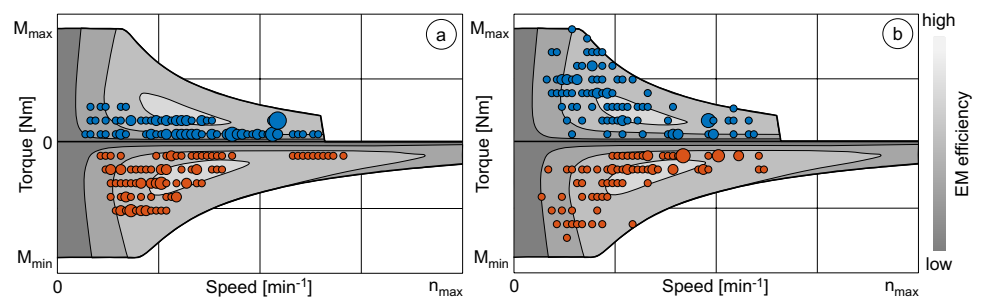 a
b
high
M_max
M_max
Torque [Nm]
Torque [Nm]
EM efficiency
0
0
M_min
M_min
low
0
Speed [min⁻¹]
n_max
0
Speed [min⁻¹]
n_max